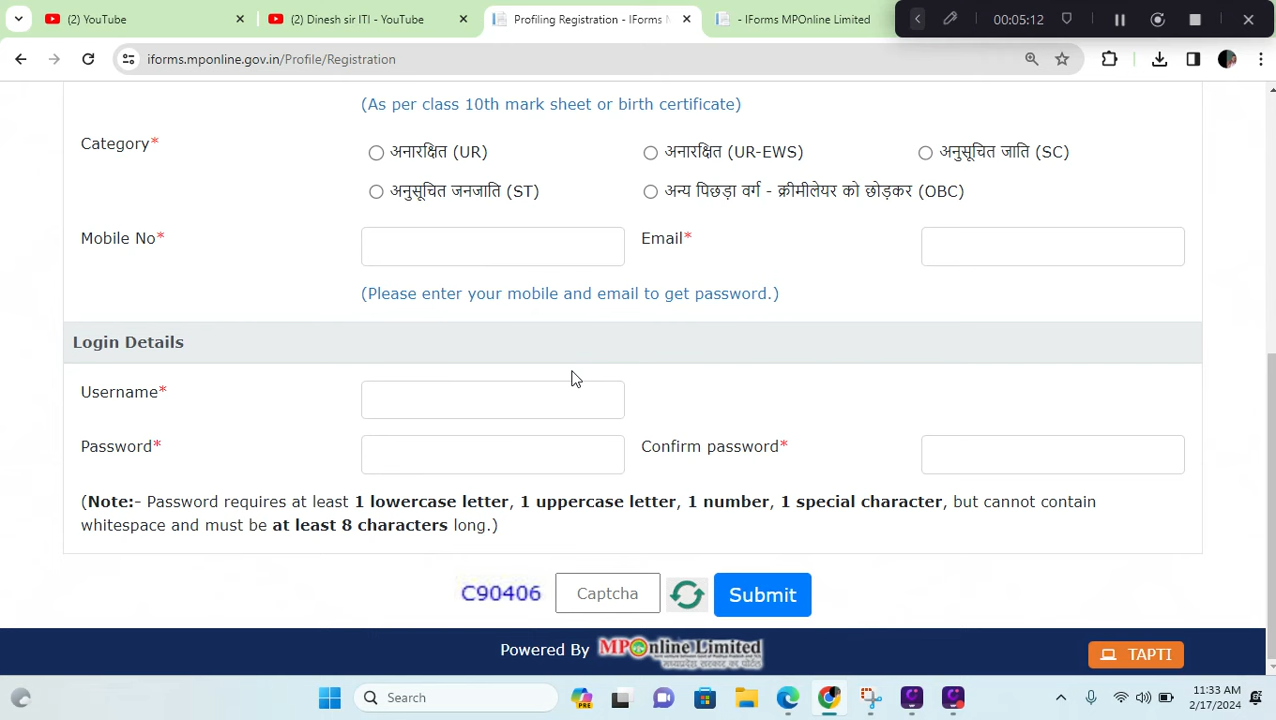 (2) YouTube
(2) Dinesh sir ITI - YouTube
Profiling Registration - IForms M
- IForms MPOnline Limited
00:05:12
iforms.mponline.gov.in/Profile/Registration
(As per class 10th mark sheet or birth certificate)
Category*
अनारक्षित (UR)
अनारक्षित (UR-EWS)
अनुसूचित जाति (SC)
अनुसूचित जनजाति (ST)
अन्य पिछड़ा वर्ग - क्रीमीलेयर को छोड़कर (OBC)
Mobile No*
Email*
(Please enter your mobile and email to get password.)
Login Details
Username*
Password*
Confirm password*
(Note:- Password requires at least 1 lowercase letter, 1 uppercase letter, 1 number, 1 special character, but cannot contain
whitespace and must be at least 8 characters long.)
C90406
Captcha
Submit
Powered By MPOnline Limited
TAPTI
Search
PRE
11:33 AM
2/17/2024